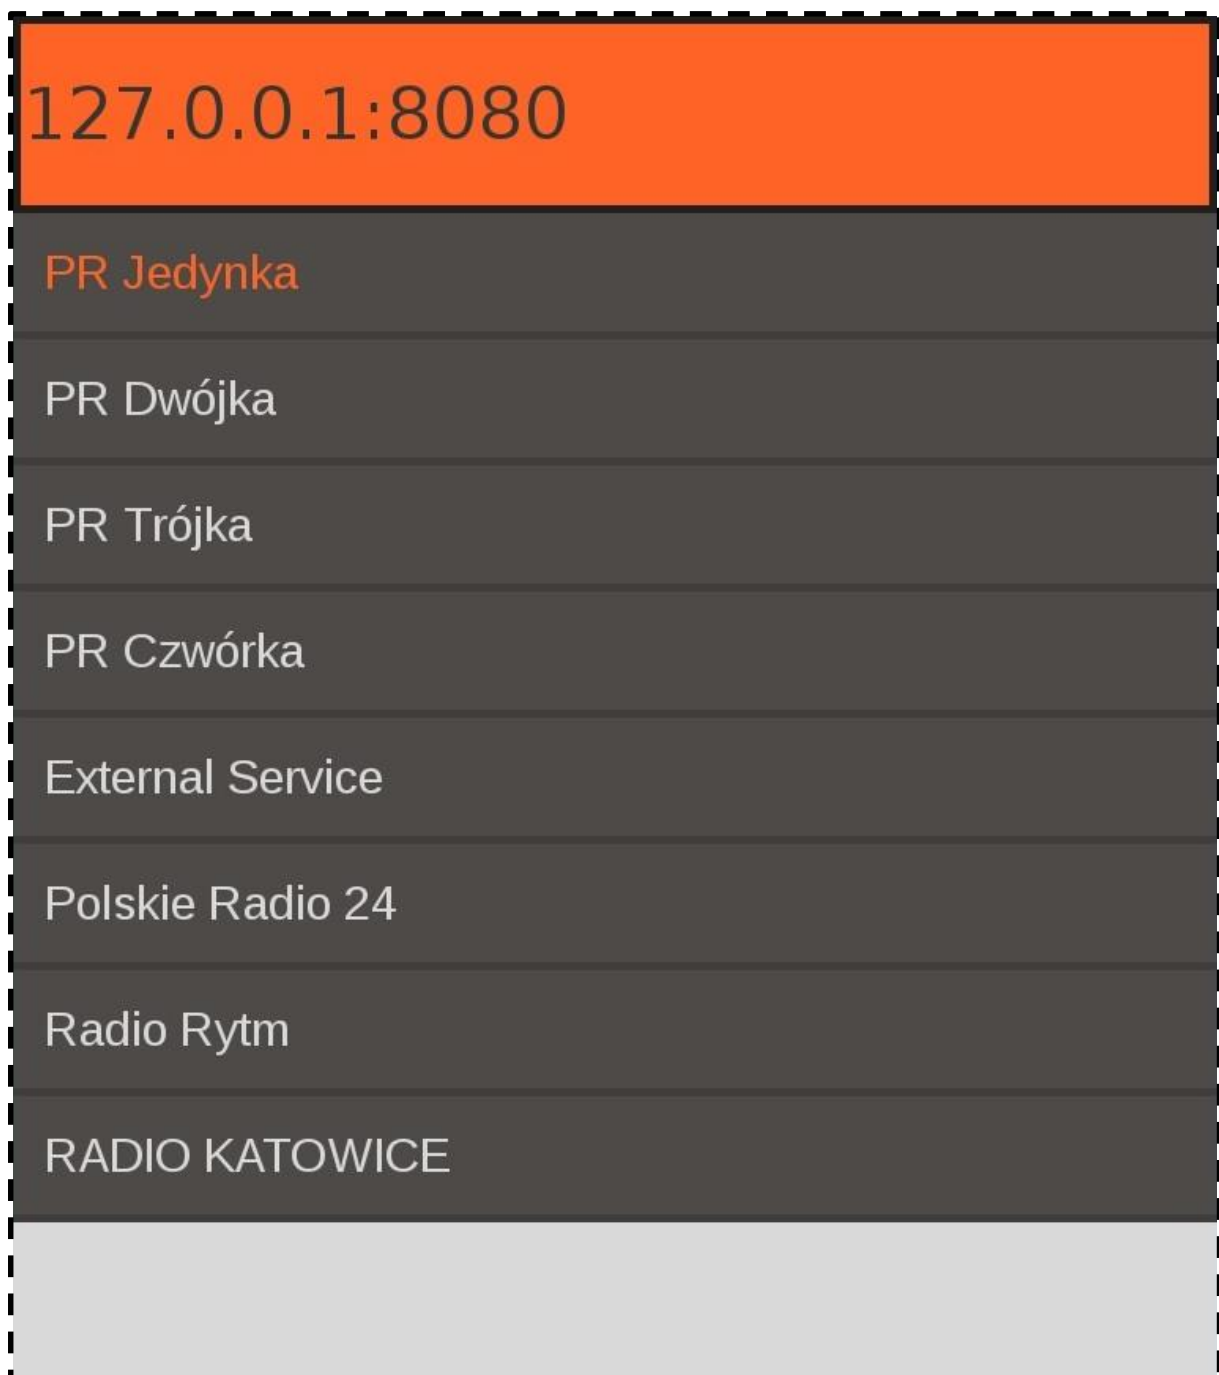 127.0.0.1:8080
PR Jedynka
PR Dwójka
PR Trójka
PR Czwórka
External Service
Polskie Radio 24
Radio Rytm
RADIO KATOWICE